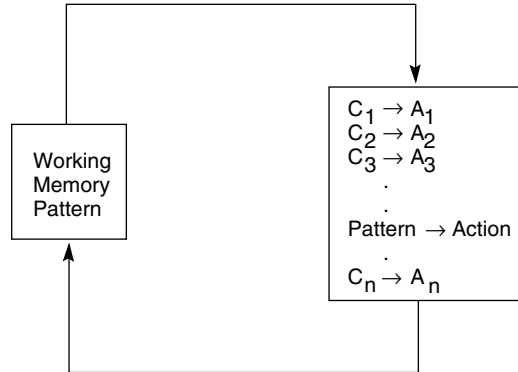 Working
Memory
Pattern
C₁ → A₁
C₂ → A₂
C₃ → A₃
.
.
Pattern → Action
.
Cₙ → Aₙ